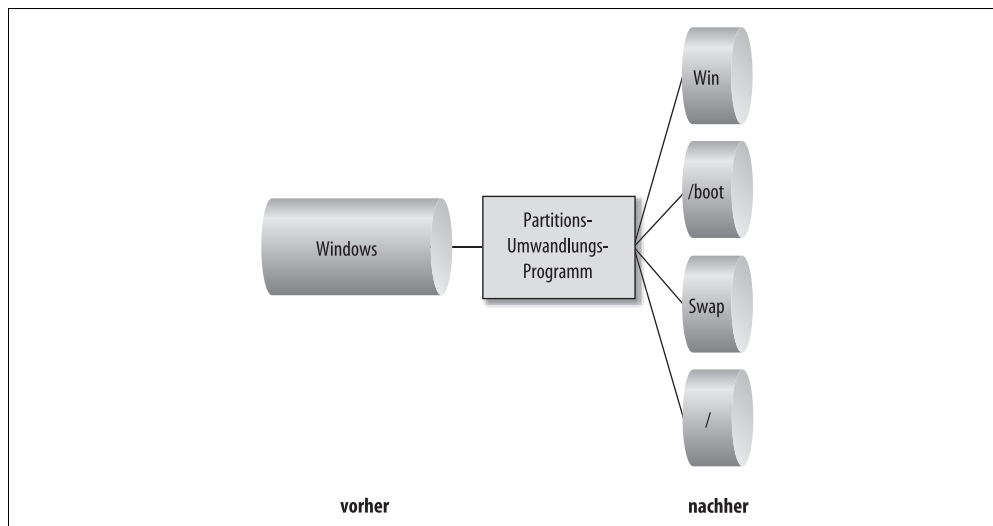 Win
/boot
Windows
Partitions-
Umwandlungs-
Programm
Swap
/
vorher
nachher